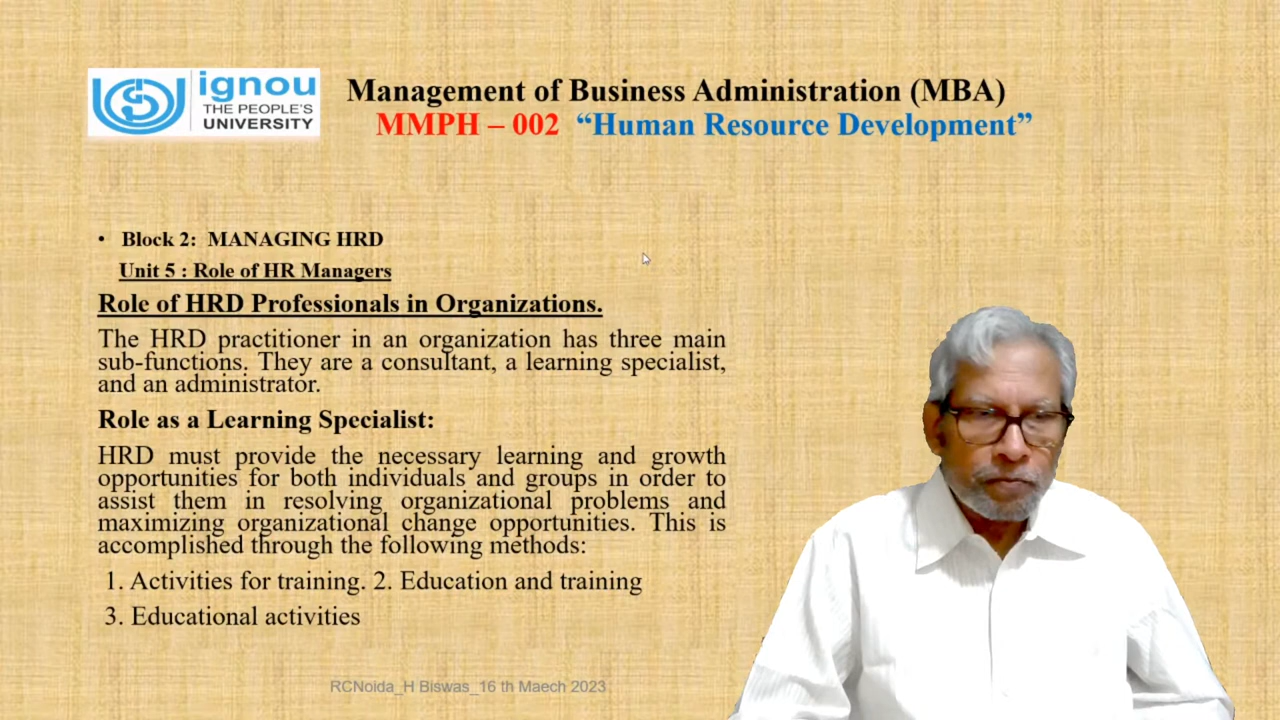 ignou
THE PEOPLE'S
UNIVERSITY
Management of Business Administration (MBA)
MMPH – 002 “Human Resource Development”
• Block 2: MANAGING HRD
Unit 5 : Role of HR Managers
Role of HRD Professionals in Organizations.
The HRD practitioner in an organization has three main
sub-functions. They are a consultant, a learning specialist,
and an administrator.
Role as a Learning Specialist:
HRD must provide the necessary learning and growth
opportunities for both individuals and groups in order to
assist them in resolving organizational problems and
maximizing organizational change opportunities. This is
accomplished through the following methods:
1. Activities for training. 2. Education and training
3. Educational activities
RCNoida_H Biswas_16 th Maech 2023